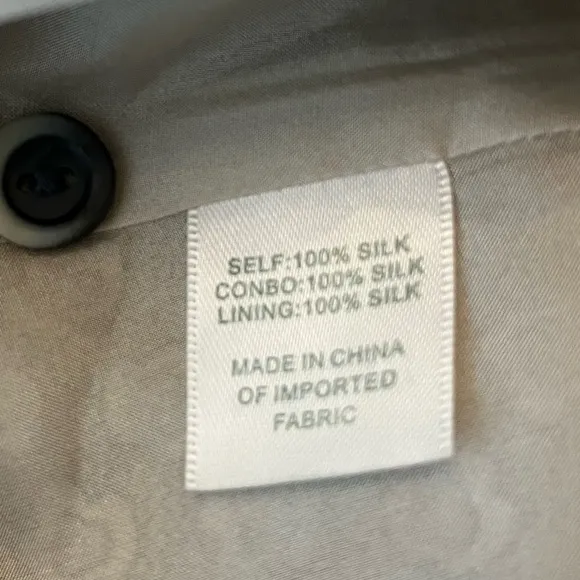 SELF:100% SILK
CONBO:100% SILK
LINING:100% SILK
MADE IN CHINA
OF IMPORTED
FABRIC